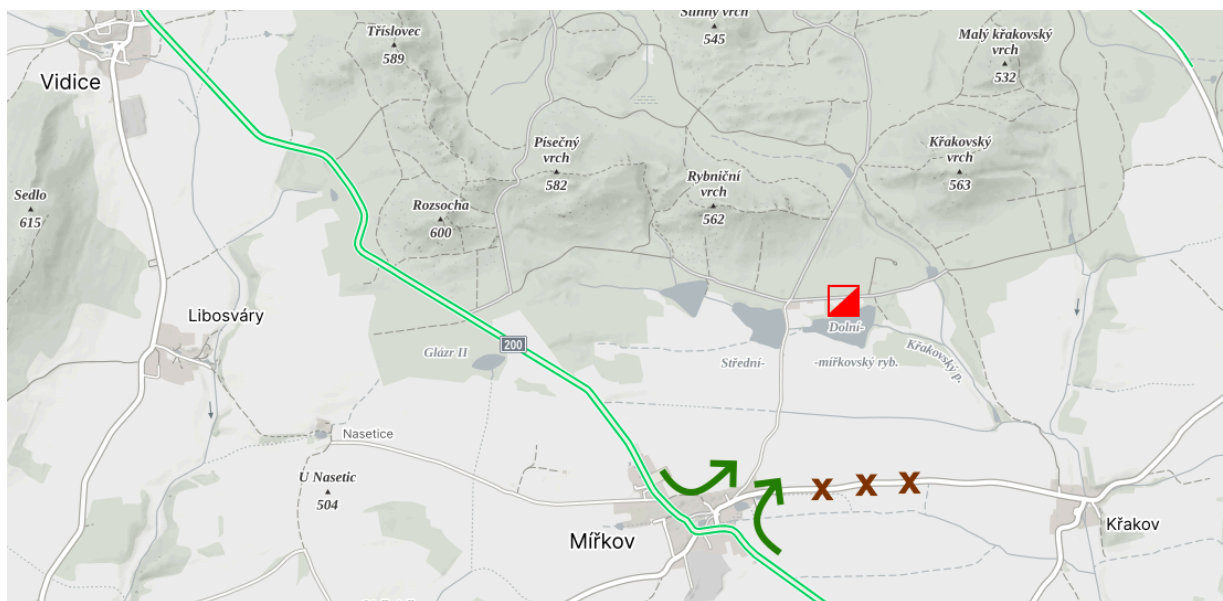 Třislovec
589
Slunný vrch
545
Malý křakovský
vrch
532
Vidice
Písečný
vrch
582
Křakovský
vrch
563
Rybniční
vrch
562
Sedlo
615
Rozsocha
600
Libosváry
200
Glázr II
Dolní-
Střední-
-mířkovský ryb.
Křakovský p.
Nasetice
U Nasetic
504
X X X
Mířkov
Křakov